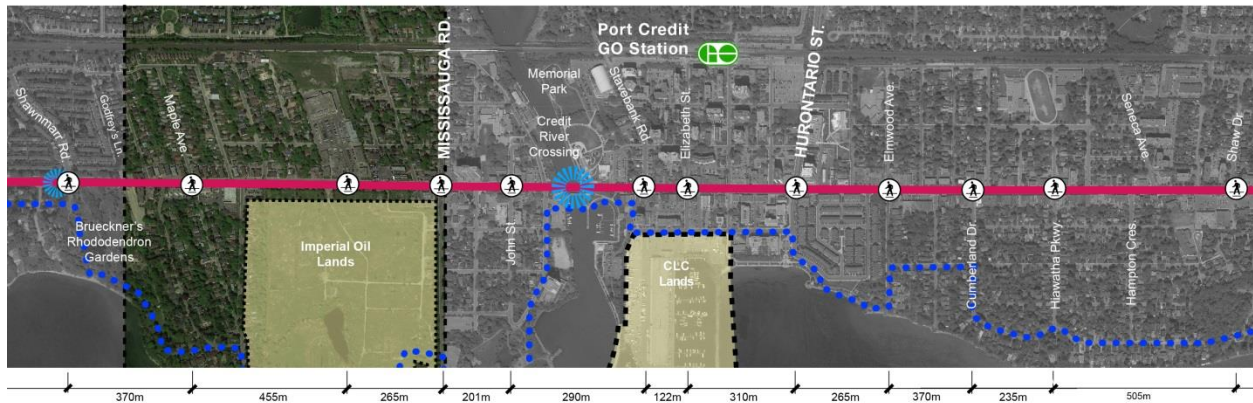 Port Credit
GO Station
MISSISSAUGA RD.
HURONTARIO ST.
Shawnmarr Rd.
Godfrey's Ln.
Maple Ave.
Memorial
Park
Stavebank Rd.
Credit
River
Crossing
Elizabeth St.
Elmwood Ave.
Seneca Ave.
Shaw Dr.
Brueckner's
Rhododendron
Gardens
Imperial Oil
Lands
John St.
CLC
Lands
Cumberland Dr.
Hiawatha Pkwy
Hampton Cres.
370m
455m
265m
201m
290m
122m
310m
265m
370m
235m
505m